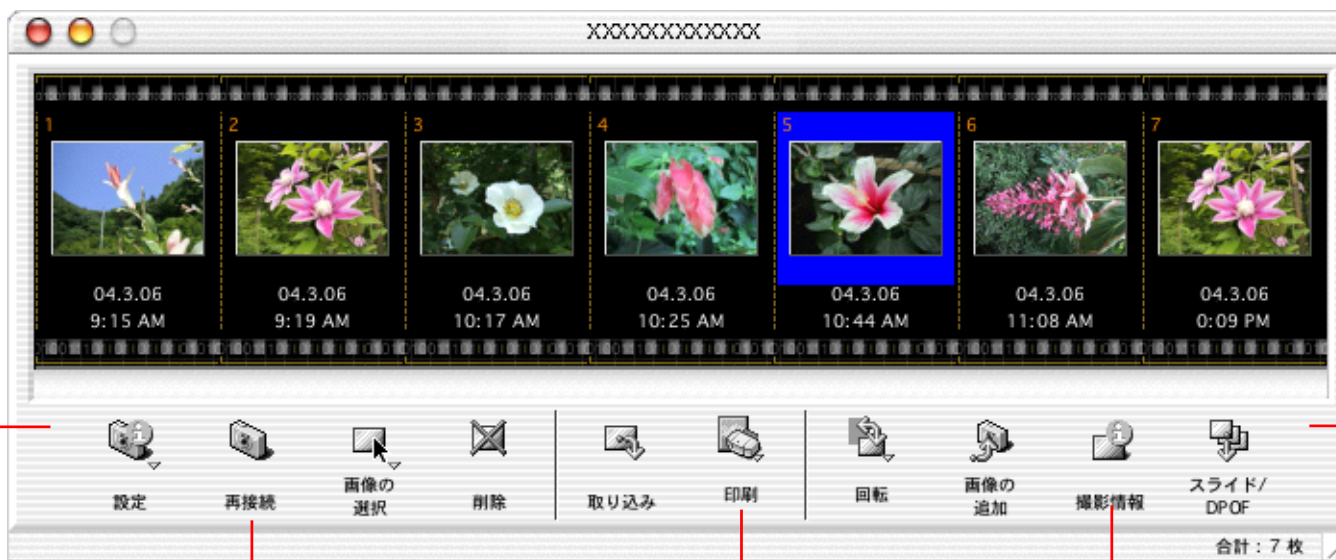 XXXXXXXXXXXXX
1 2 3 4 5 6 7
04.3.06 04.3.06 04.3.06 04.3.06 04.3.06 04.3.06 04.3.06
9:15 AM 9:19 AM 10:17 AM 10:25 AM 10:44 AM 11:08 AM 0:09 PM
設定
再接続
画像の
選択
削除
取り込み
印刷
回転
画像の
追加
撮影情報
スライド/
DPOF
合計：7 枚